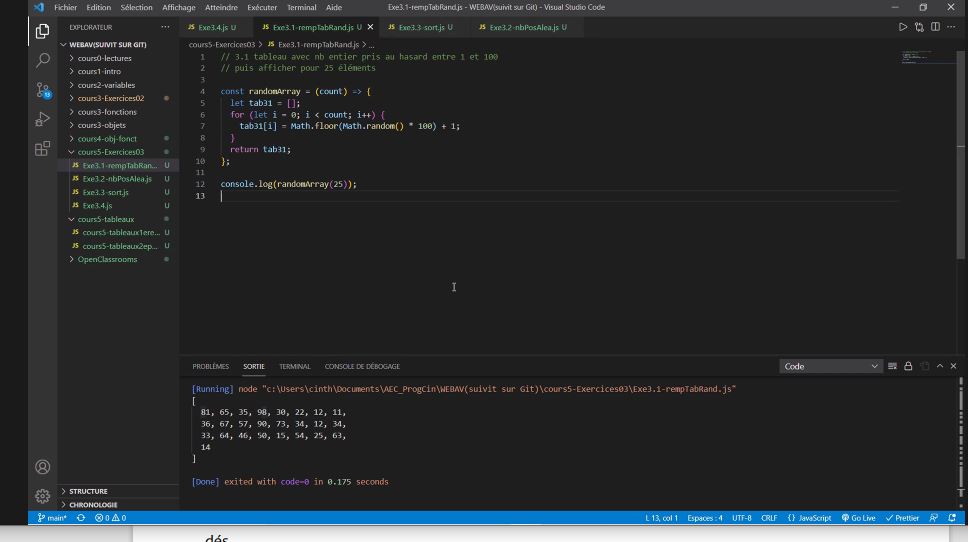 Fichier Edition Sélection Affichage Atteindre Exécuter Terminal Aide
Exe3.1-rempTabRand.js - WEBAV(suivit sur Git) - Visual Studio Code
EXPLORATEUR ...
WEBAV(SUIVIT SUR GIT)
cours0-lectures
cours1-intro
cours2-variables
cours3-Exercices02
cours3-fonctions
cours3-objets
cours4-obj-fonct
cours5-Exercices03
JS Exe3.1-rempTabRan... U
JS Exe3.2-nbPosAlea.js U
JS Exe3.3-sort.js U
JS Exe3.4.js U
cours5-tableaux
JS cours5-tableaux1ere... U
JS cours5-tableaux2ep... U
OpenClassrooms
STRUCTURE
CHRONOLOGIE
13
JS Exe3.4.js U JS Exe3.1-rempTabRand.js U JS Exe3.3-sort.js U JS Exe3.2-nbPosAlea.js U
cours5-Exercices03 > JS Exe3.1-rempTabRand.js > ...
1 // 3.1 tableau avec nb entier pris au hasard entre 1 et 100
2 // puis afficher pour 25 éléments
3
4 const randomArray = (count) => {
5 let tab31 = [];
6 for (let i = 0; i < count; i++) {
7 tab31[i] = Math.floor(Math.random() * 100) + 1;
8 }
9 return tab31;
10 };
11
12 console.log(randomArray(25));
13
PROBLÈMES SORTIE TERMINAL CONSOLE DE DÉBOGAGE
Code
[Running] node "c:\Users\cinth\Documents\AEC_ProgCin\WEBAV(suivit sur Git)\cours5-Exercices03\Exe3.1-rempTabRand.js"
[
81, 65, 35, 98, 30, 22, 12, 11,
36, 67, 57, 90, 73, 34, 12, 34,
33, 64, 46, 50, 15, 54, 25, 63,
14
]
[Done] exited with code=0 in 0.175 seconds
main* 0 0 L 13, col 1 Espaces : 4 UTF-8 CRLF {} JavaScript Go Live Prettier
dés